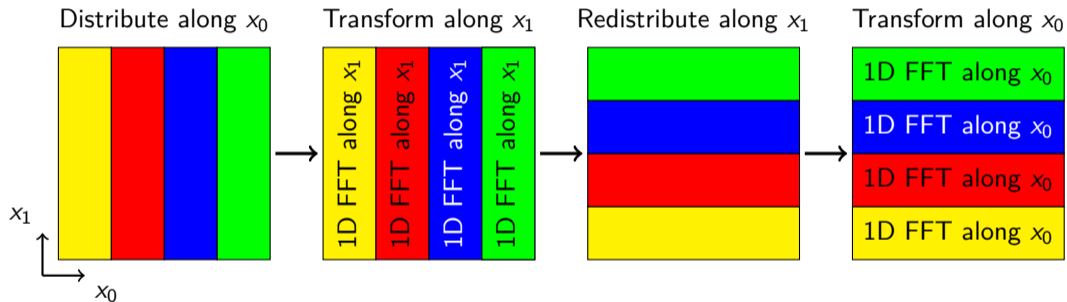 Distribute along x₀
Transform along x₁
Redistribute along x₁
Transform along x₀
x₁
x₀
1D FFT along x₁
1D FFT along x₁
1D FFT along x₁
1D FFT along x₁
1D FFT along x₀
1D FFT along x₀
1D FFT along x₀
1D FFT along x₀